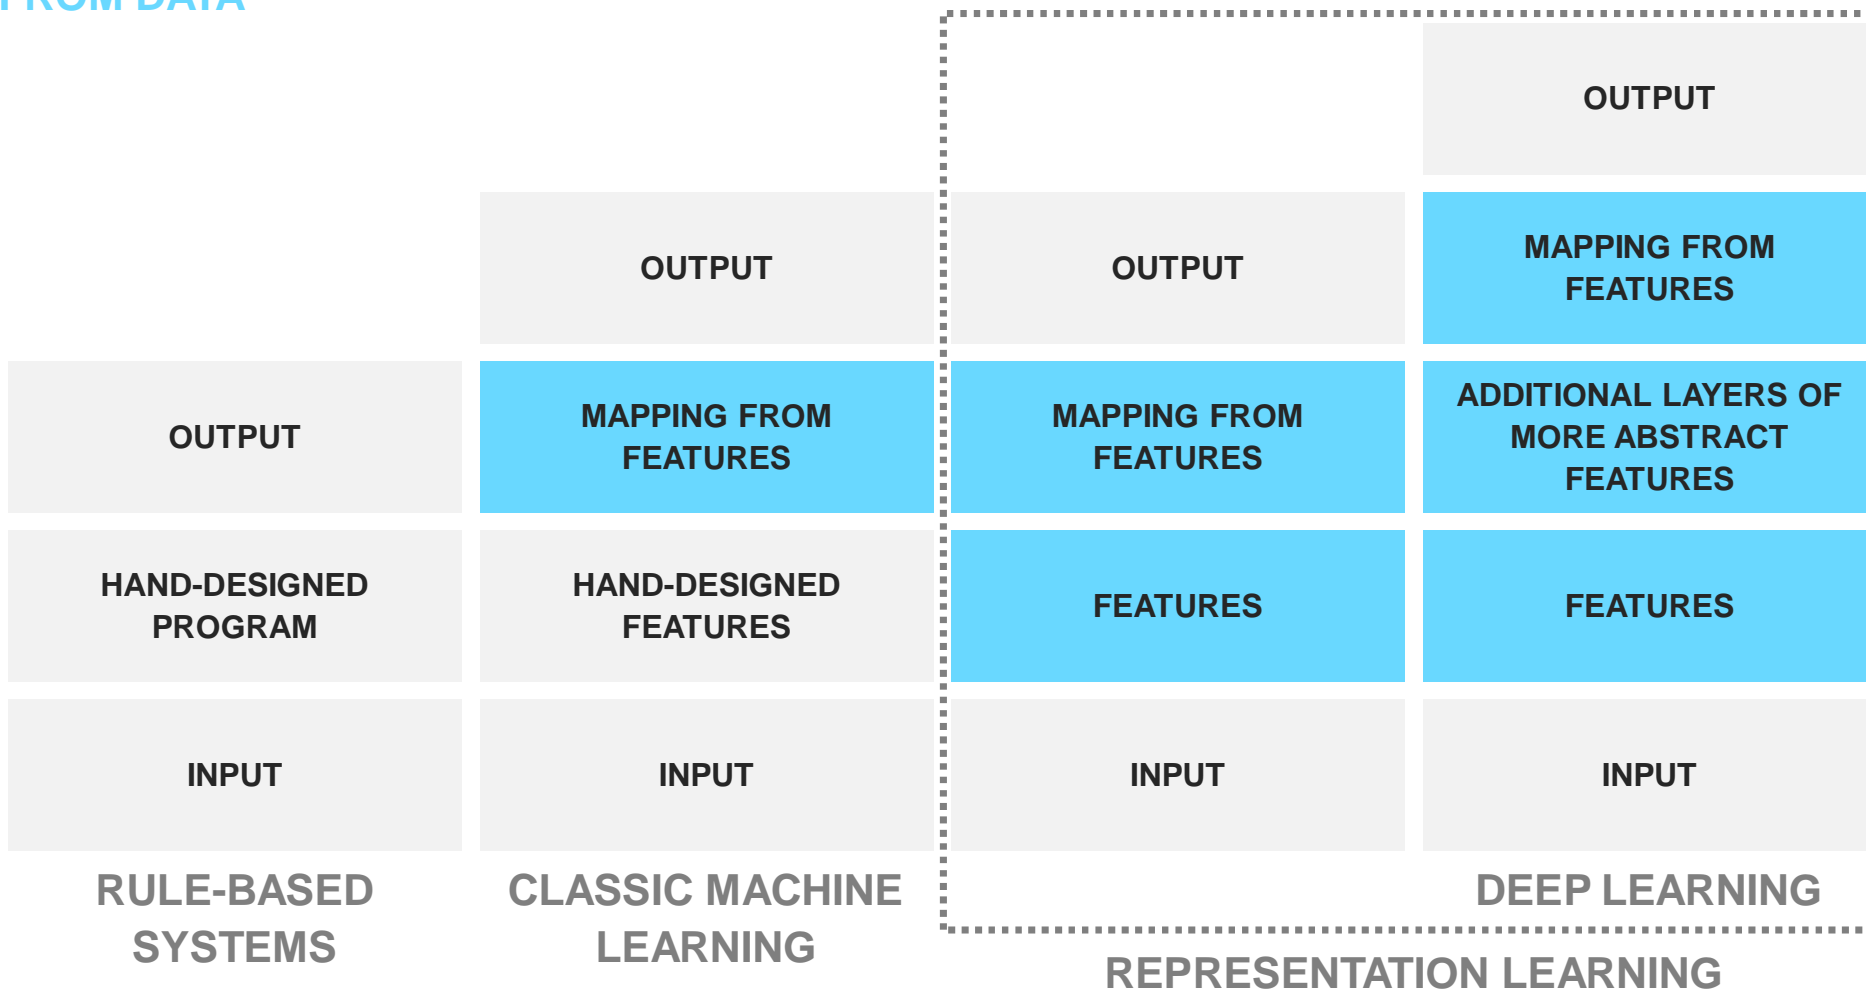 FROM DATA
OUTPUT
OUTPUT
OUTPUT
MAPPING FROM
FEATURES
OUTPUT
MAPPING FROM
FEATURES
MAPPING FROM
FEATURES
ADDITIONAL LAYERS OF
MORE ABSTRACT
FEATURES
HAND-DESIGNED
PROGRAM
HAND-DESIGNED
FEATURES
FEATURES
FEATURES
INPUT
INPUT
INPUT
INPUT
RULE-BASED
SYSTEMS
CLASSIC MACHINE
LEARNING
DEEP LEARNING
REPRESENTATION LEARNING